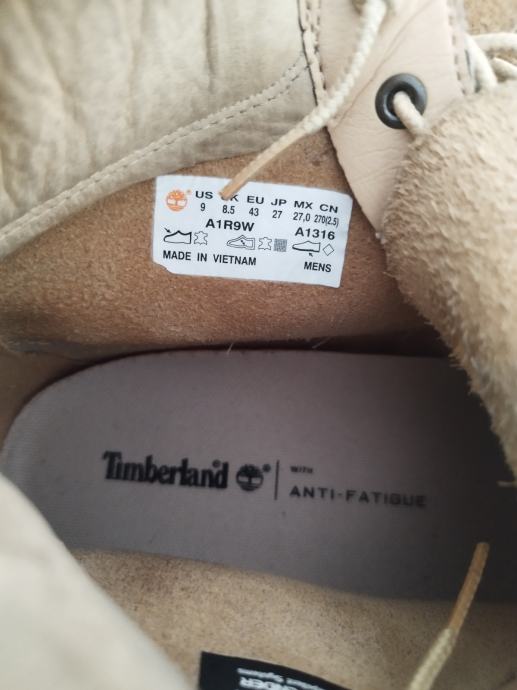 US EU JP MX CN
9 8.5 43 27 27,0 270(2.5)
A1R9W A1316
MADE IN VIETNAM MENS
Timberland® | WITH
ANTI-FATIGUE